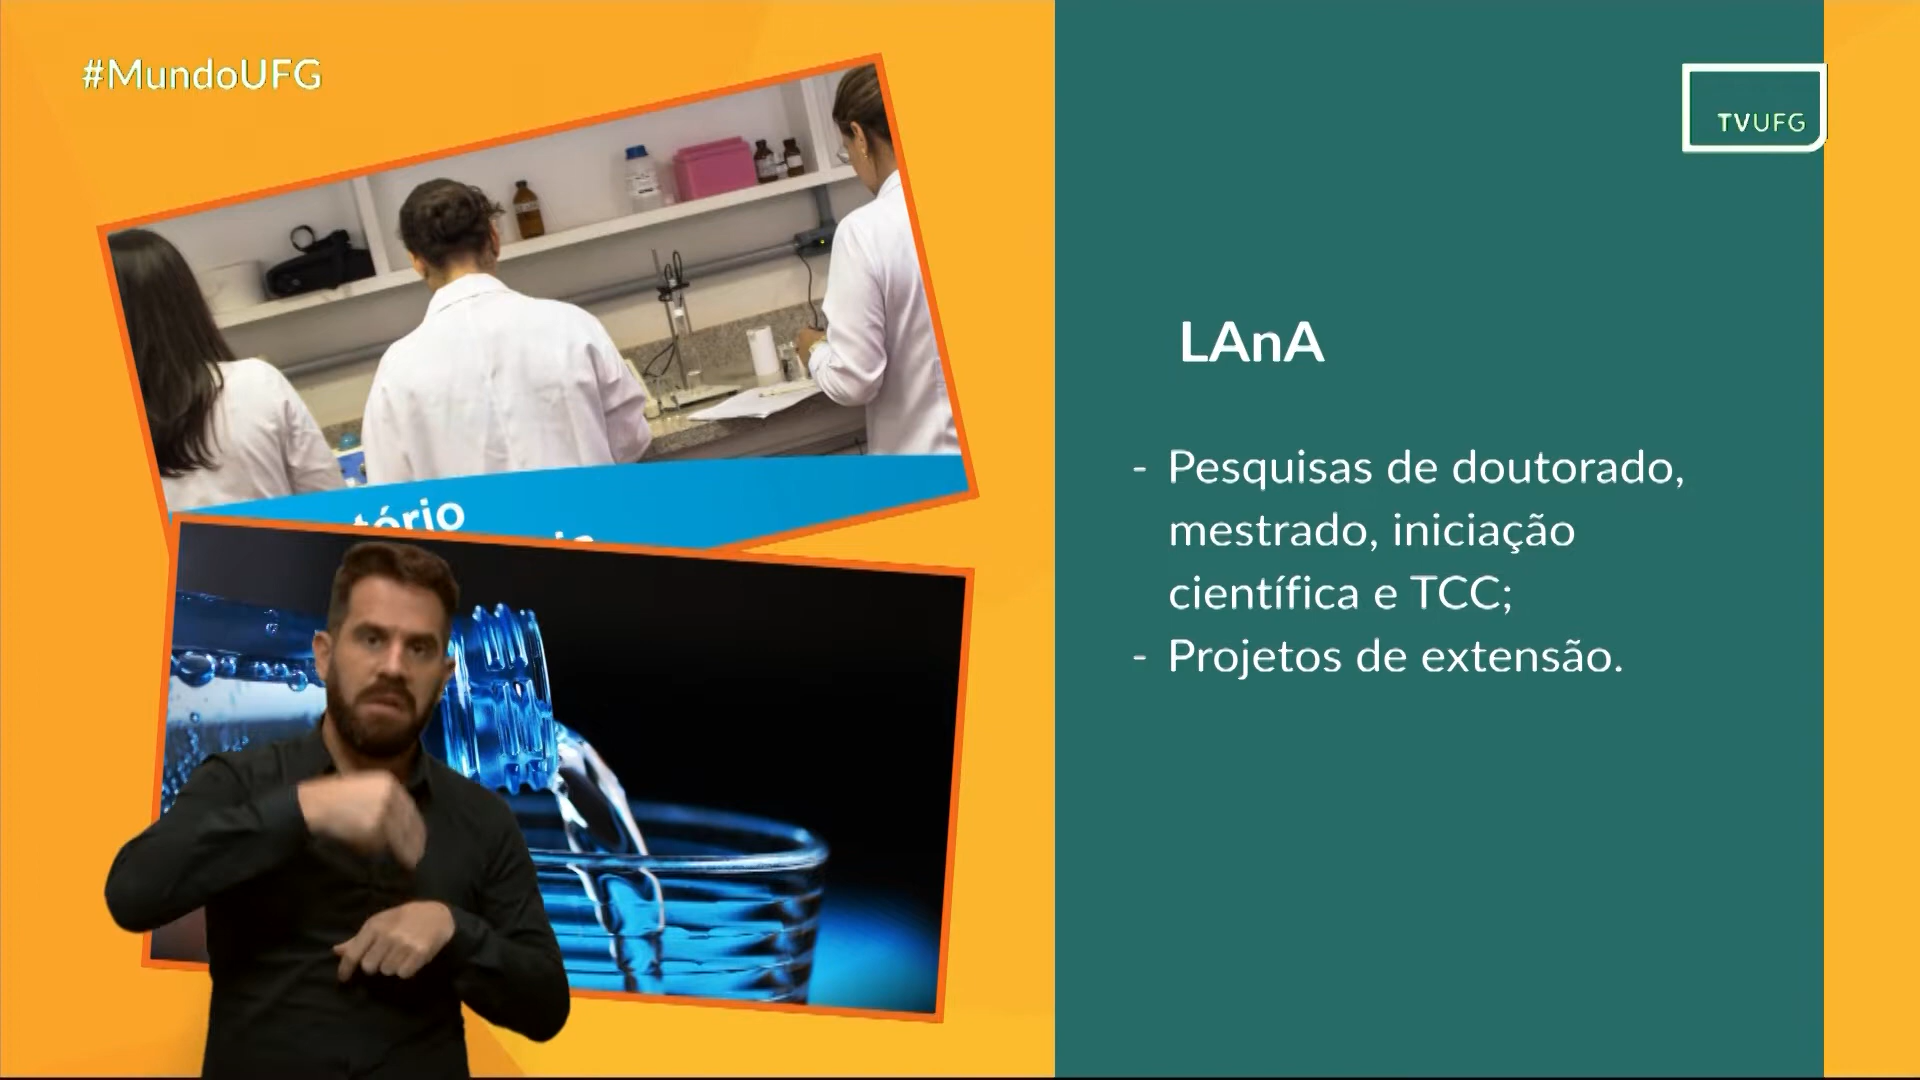 #MundoUFG
TVUFG
LAnA
- Pesquisas de doutorado,
mestrado, iniciação
científica e TCC;
- Projetos de extensão.